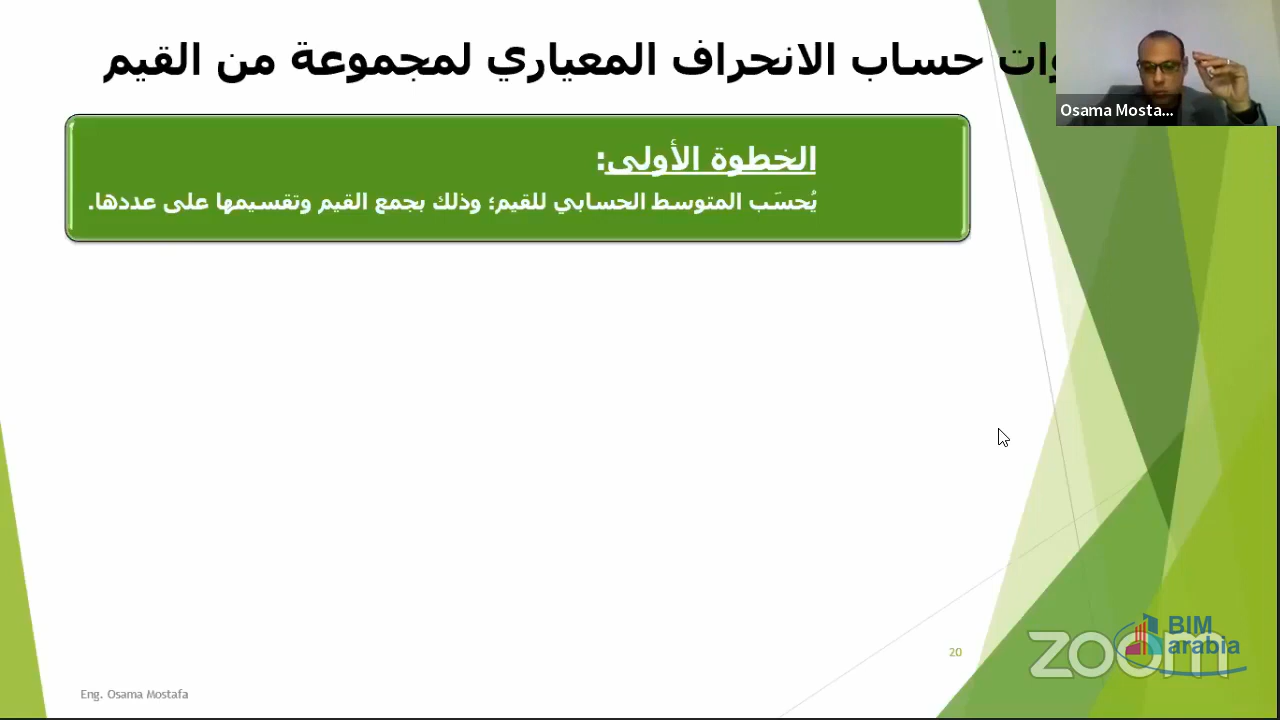 وات حساب الانحراف المعياري لمجموعة من القيم
Osama Mosta...
الخطوة الأولى:
يُحسَب المتوسط الحسابي للقيم؛ وذلك بجمع القيم وتقسيمها على عددها.
20
zoom
BIM
arabia
Eng. Osama Mostafa